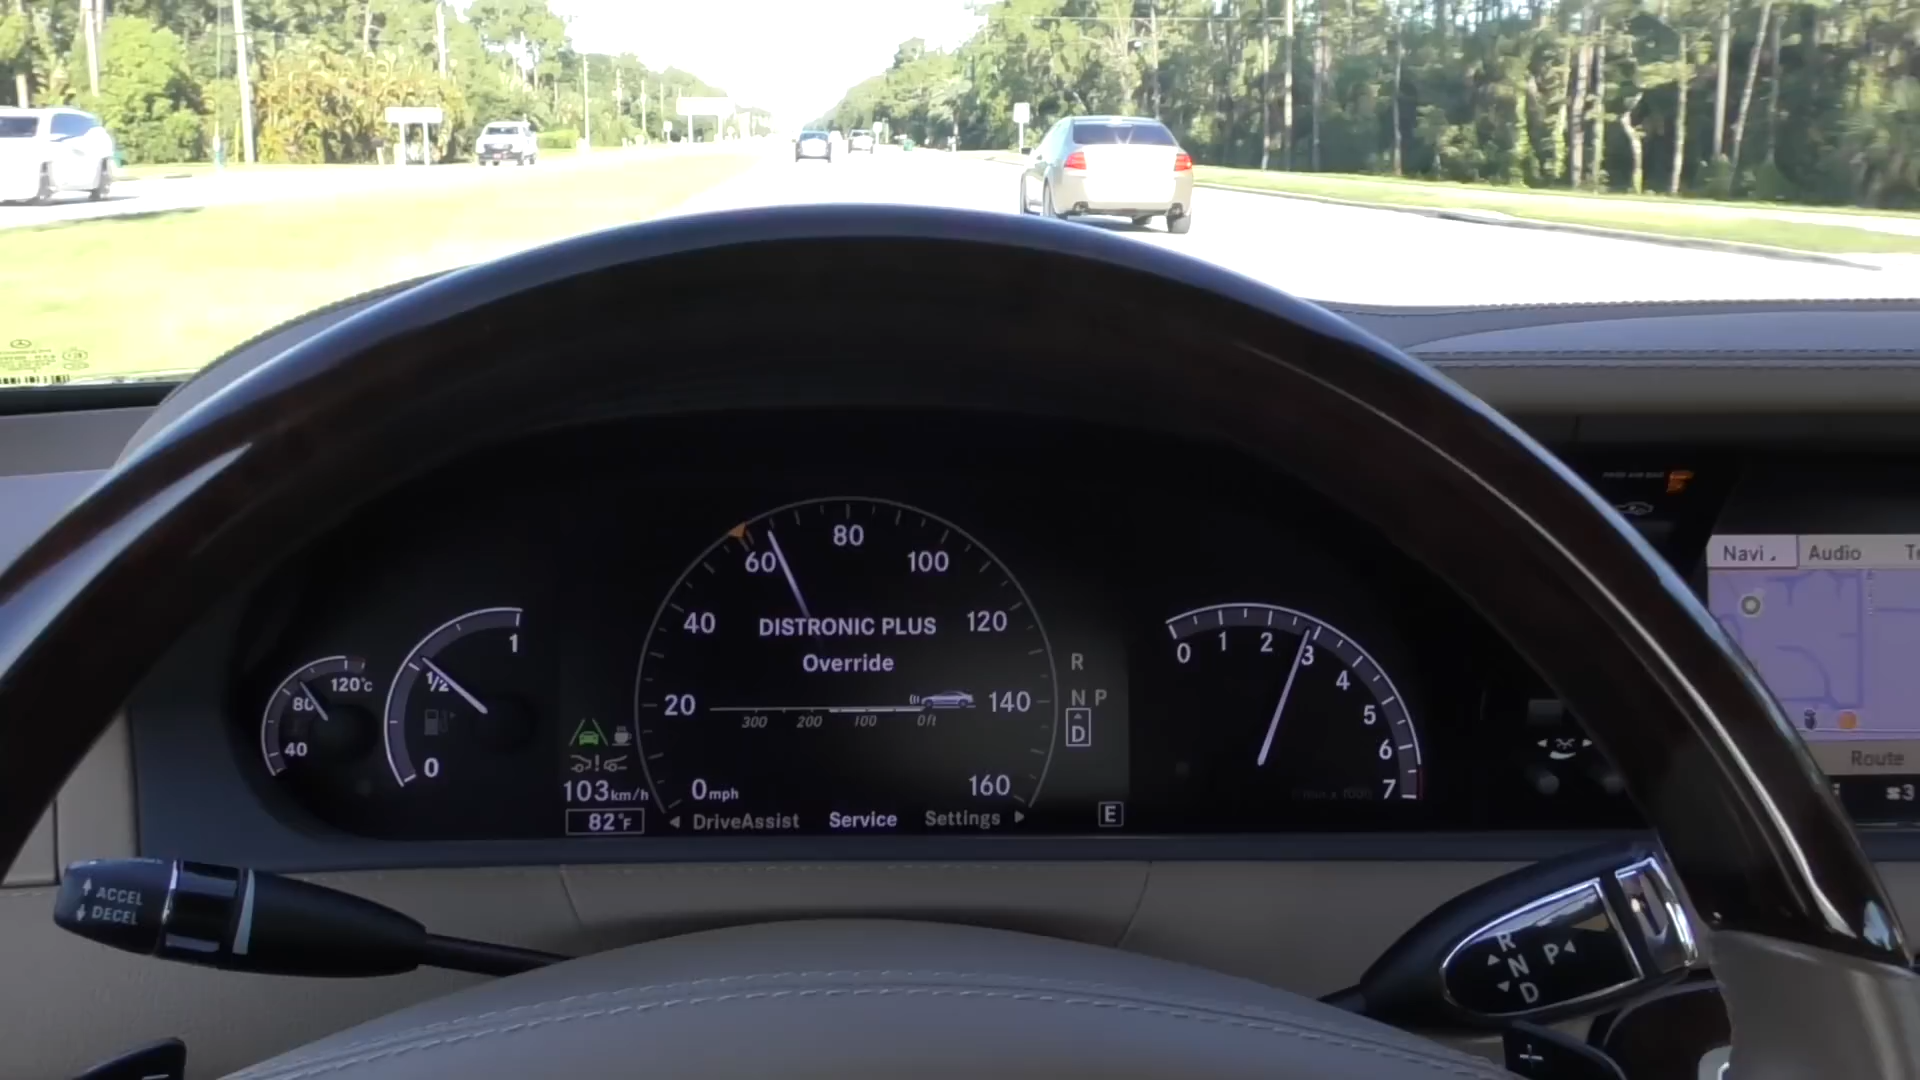 80
60
100
40
120
DISTRONIC PLUS
Override
20
140
300 200 100 0ft
0mph
160
DriveAssist Service Settings
R
N P
D
E
120°C
80
40
1
1/2
0
103km/h
82°F
0 1 2 3 4 5 6 7
Navi Audio
Route
ACCEL
DECEL
R
N P
D
+